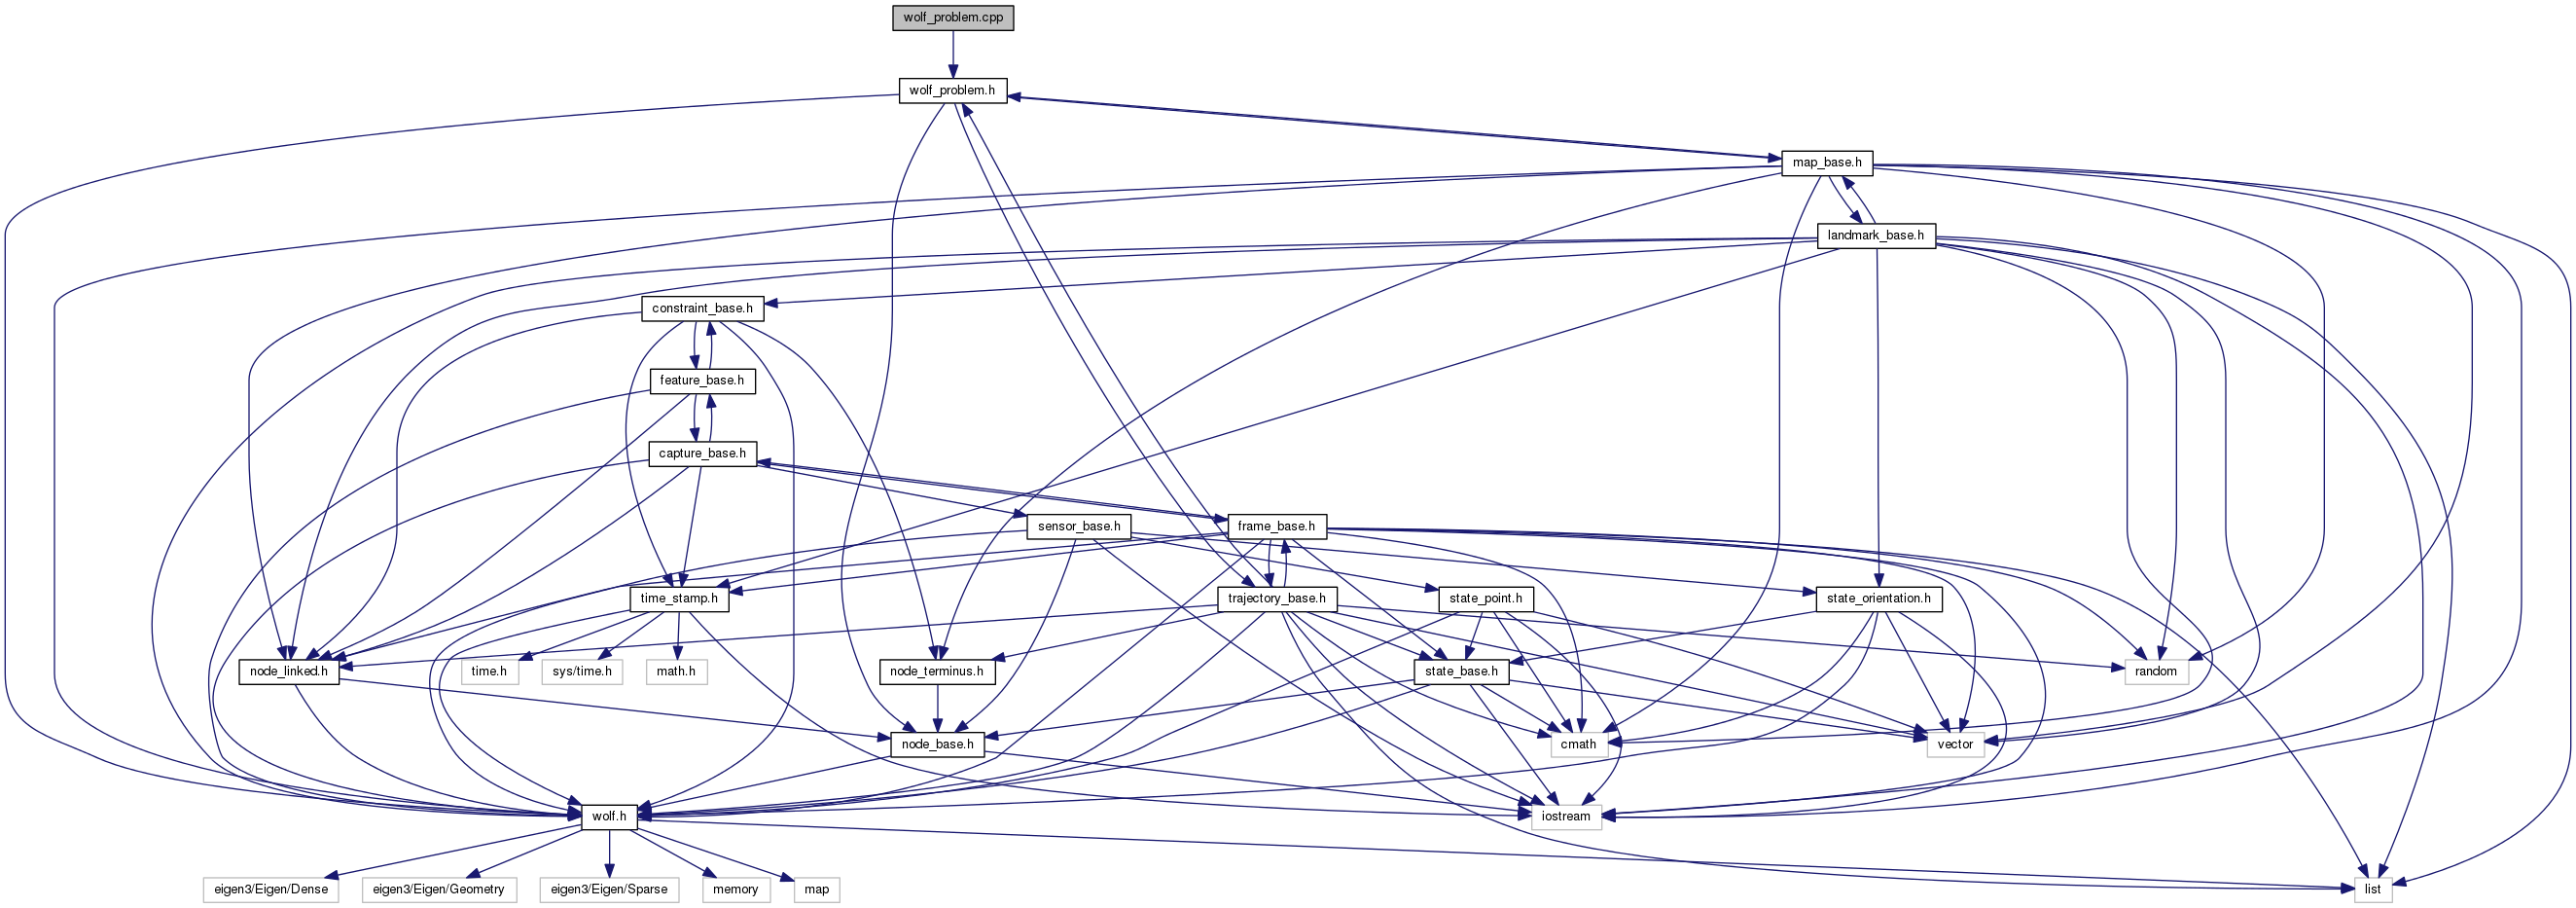 wolf_problem.cpp
wolf_problem.h
map_base.h
landmark_base.h
constraint_base.h
feature_base.h
capture_base.h
sensor_base.h
frame_base.h
time_stamp.h
trajectory_base.h
state_point.h
state_orientation.h
node_linked.h
time.h
sys/time.h
math.h
node_terminus.h
state_base.h
random
node_base.h
cmath
vector
wolf.h
iostream
eigen3/Eigen/Dense
eigen3/Eigen/Geometry
eigen3/Eigen/Sparse
memory
map
list